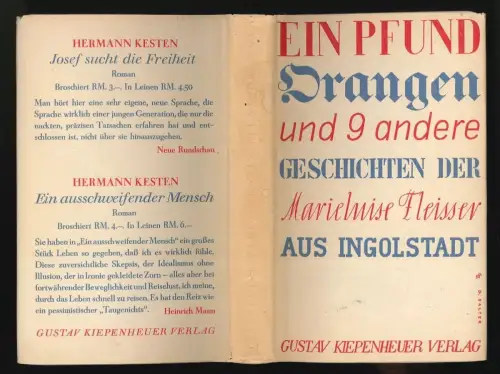 HERMANN KESTEN
Josef sucht die Freiheit
Roman
Broschiert RM. 3.—. In Leinen RM. 4.50
Man hört hier eine sehr eigene, neue Sprache, die
Sprache wirklich einer jungen Generation, die nur die
nackten, präzisen Tatsachen erfahren hat und ent-
schlossen ist, nicht über sie hinauszugehen.
Neue Rundschau
HERMANN KESTEN
Ein ausschweifender Mensch
Roman
Broschiert RM. 4.—. In Leinen RM. 6.—
Sie haben in „Ein ausschweifender Mensch“ ein großes
Stück Leben so gegeben, daß ich es wirklich fühle.
Diese zuversichtliche Skepsis, der Idealismus ohne
Illusion, der in Ironie gekleidete Zorn – alles aber bei
fortwährender Beweglichkeit und Reiselust, ich meine,
durch das Leben schnell zu reisen. Es hat den Reiz wie
ein pessimistischer „Taugenichts“.
Heinrich Mann
GUSTAV KIEPENHEUER VERLAG
EIN PFUND
Orangen
und 9 andere
GESCHICHTEN DER
Marieluise Fleisser
AUS INGOLSTADT
GUSTAV KIEPENHEUER VERLAG